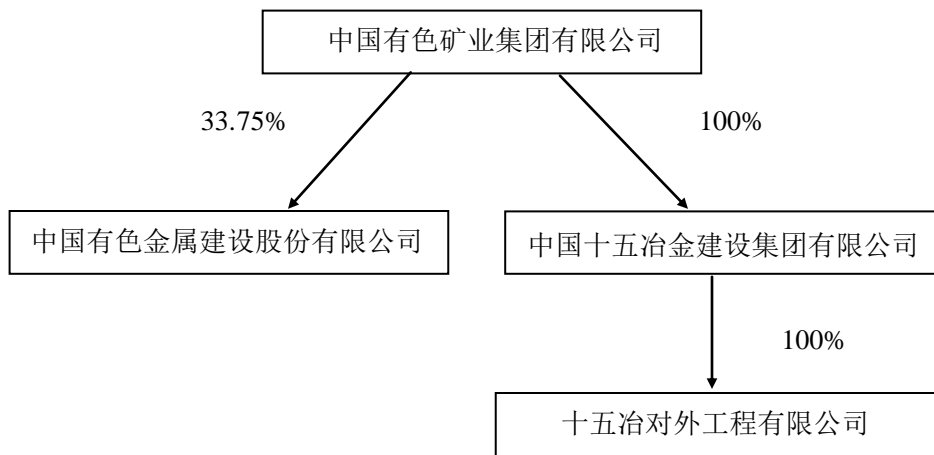 中国有色矿业集团有限公司
33.75%
100%
中国有色金属建设股份有限公司
中国十五冶金建设集团有限公司
100%
十五冶对外工程有限公司